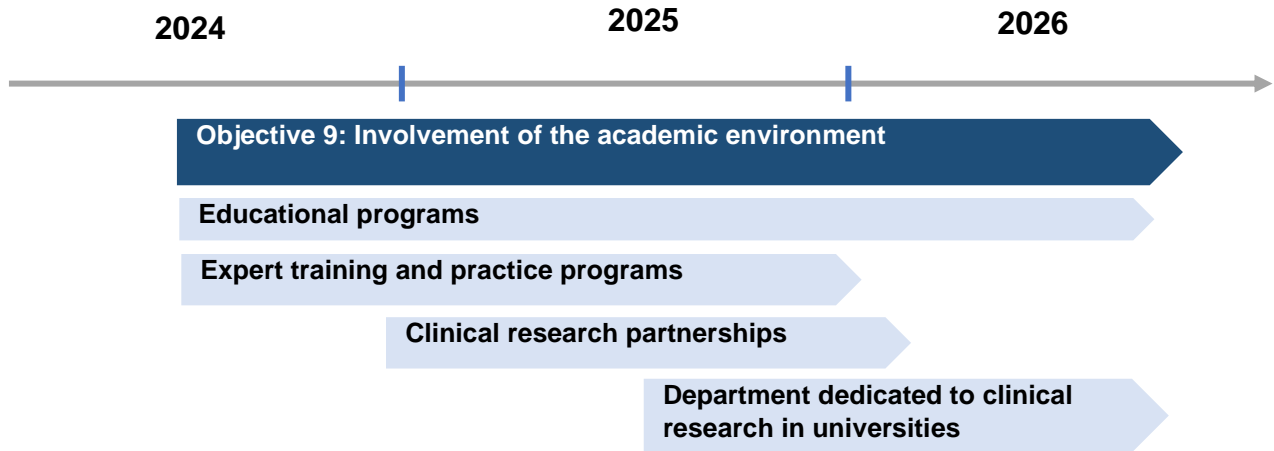 2024
2025
2026
Objective 9: Involvement of the academic environment
Educational programs
Expert training and practice programs
Clinical research partnerships
Department dedicated to clinical
research in universities